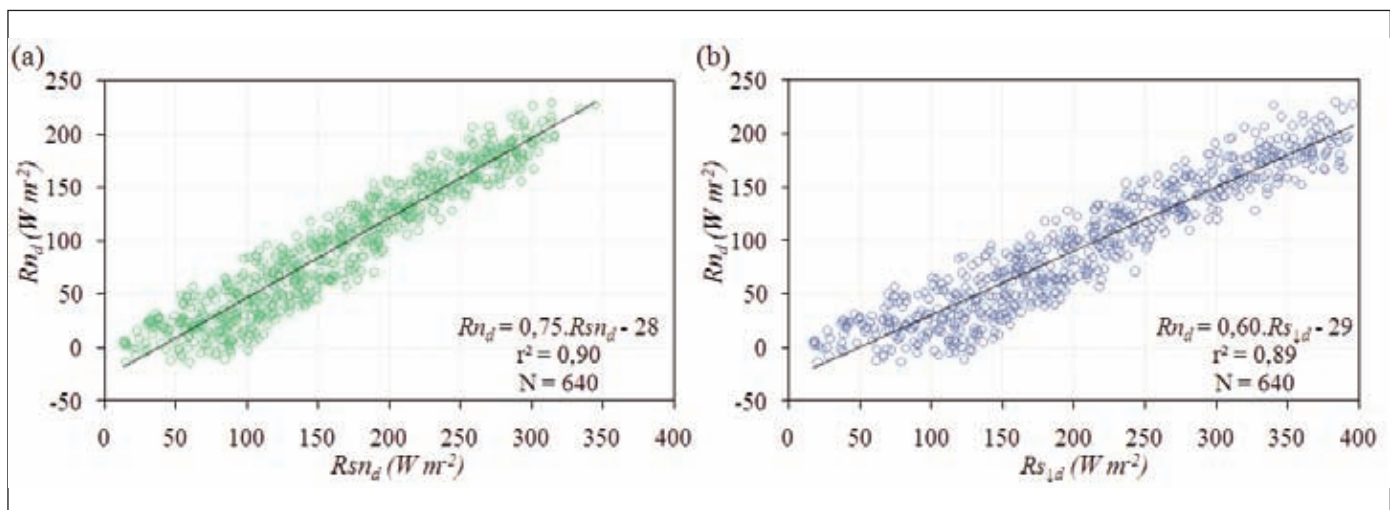 (a)
250
200
150
100
50
0
-50
Rn_d (W m^-2)
Rn_d = 0,75.Rsn_d - 28
r² = 0,90
N = 640
0 50 100 150 200 250 300 350 400
Rsn_d (W m^-2)
(b)
250
200
150
100
50
0
-50
Rn_d (W m^-2)
Rn_d = 0,60.Rs_↓d - 29
r² = 0,89
N = 640
0 50 100 150 200 250 300 350 400
Rs_↓d (W m^-2)